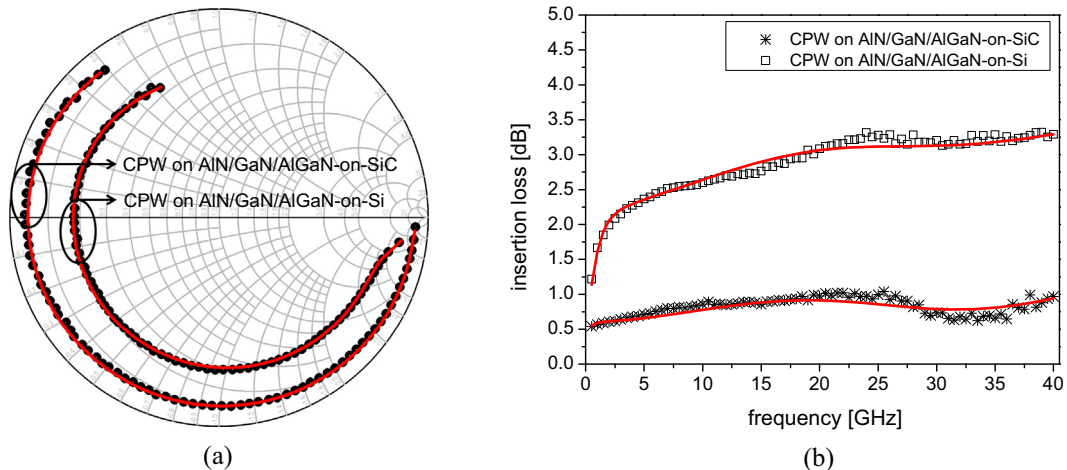 CPW on AlN/GaN/AlGaN-on-SiC
CPW on AlN/GaN/AlGaN-on-Si
(a)
5.0
4.5
4.0
3.5
3.0
2.5
2.0
1.5
1.0
0.5
0.0
insertion loss [dB]
CPW on AlN/GaN/AlGaN-on-SiC
CPW on AlN/GaN/AlGaN-on-Si
0 5 10 15 20 25 30 35 40
frequency [GHz]
(b)